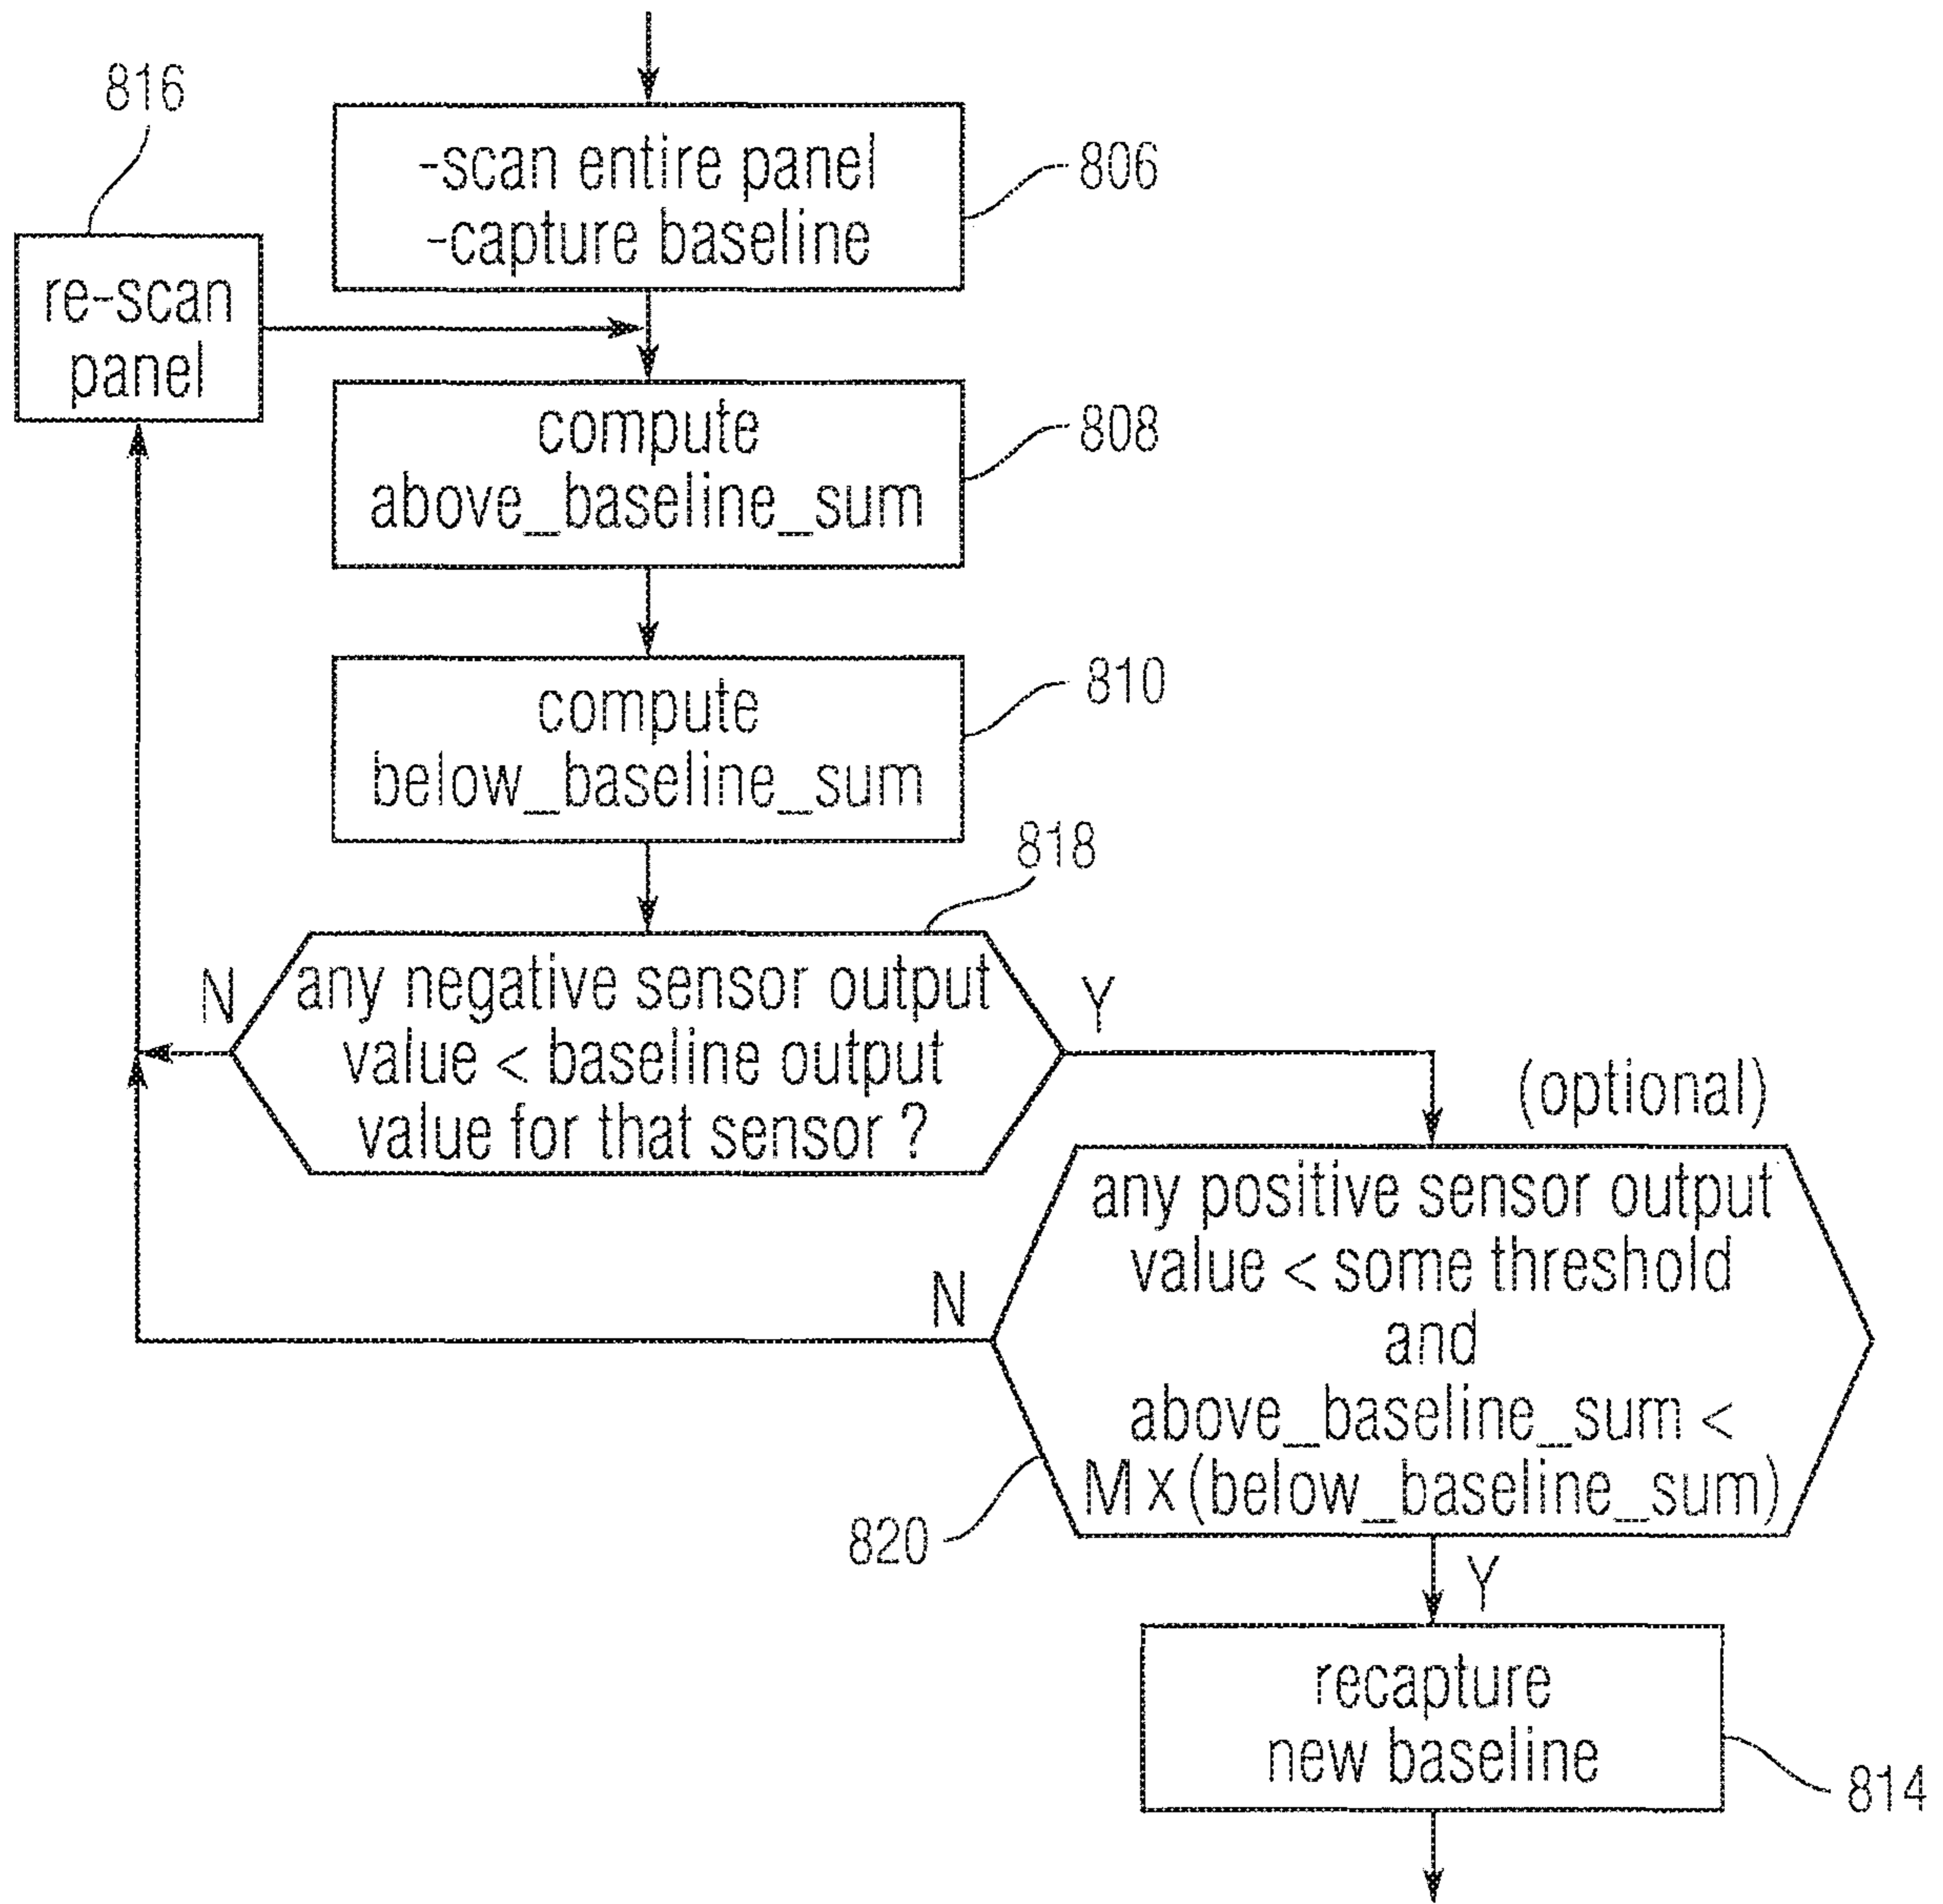 816
-scan entire panel
-capture baseline
806
re-scan
panel
compute
above_baseline_sum
808
compute
below_baseline_sum
810
818
N
any negative sensor output
value < baseline output
value for that sensor ?
Y
(optional)
any positive sensor output
value < some threshold
and
above_baseline_sum <
M x (below_baseline_sum)
N
820
Y
recapture
new baseline
814